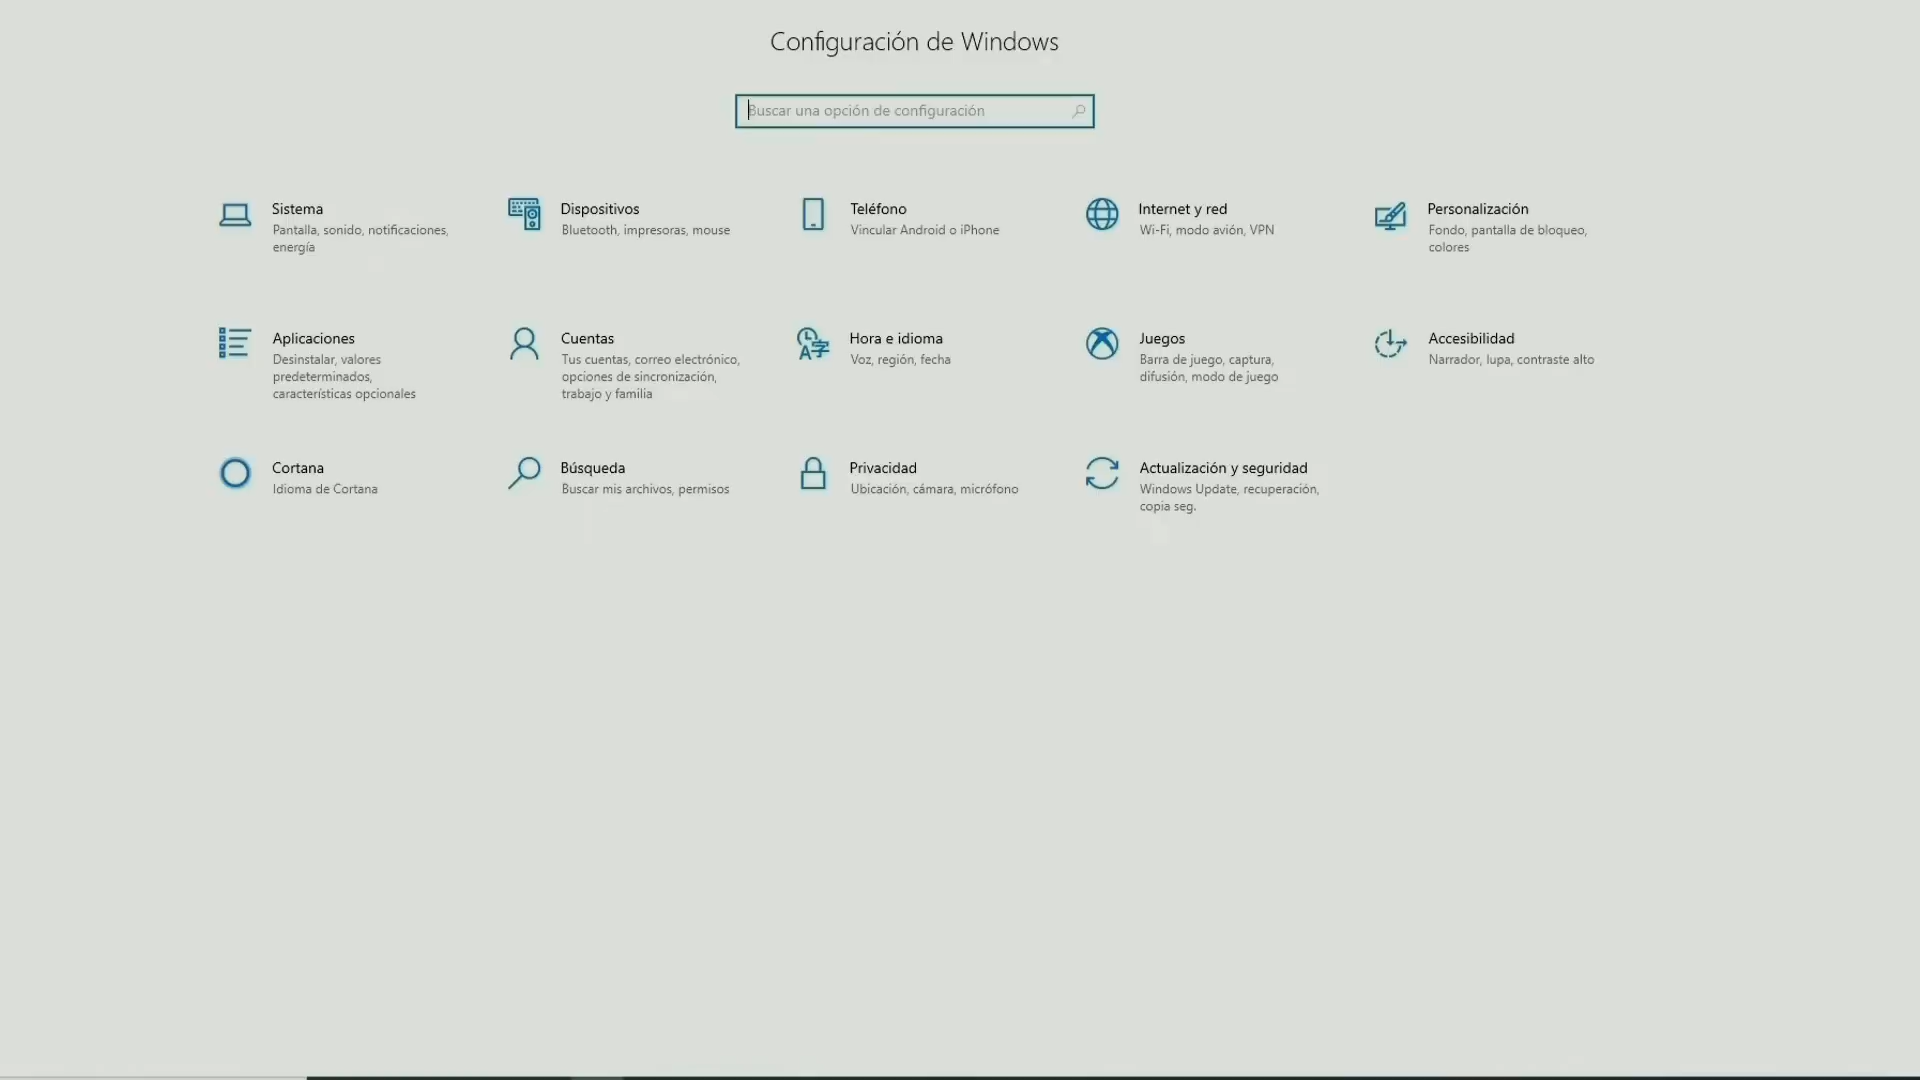 Configuración de Windows
Buscar una opción de configuración
Sistema
Pantalla, sonido, notificaciones,
energía
Dispositivos
Bluetooth, impresoras, mouse
Teléfono
Vincular Android o iPhone
Internet y red
Wi-Fi, modo avión, VPN
Personalización
Fondo, pantalla de bloqueo,
colores
Aplicaciones
Desinstalar, valores
predeterminados,
características opcionales
Cuentas
Tus cuentas, correo electrónico,
opciones de sincronización,
trabajo y familia
Hora e idioma
Voz, región, fecha
Juegos
Barra de juego, captura,
difusión, modo de juego
Accesibilidad
Narrador, lupa, contraste alto
Cortana
Idioma de Cortana
Búsqueda
Buscar mis archivos, permisos
Privacidad
Ubicación, cámara, micrófono
Actualización y seguridad
Windows Update, recuperación,
copia seg.